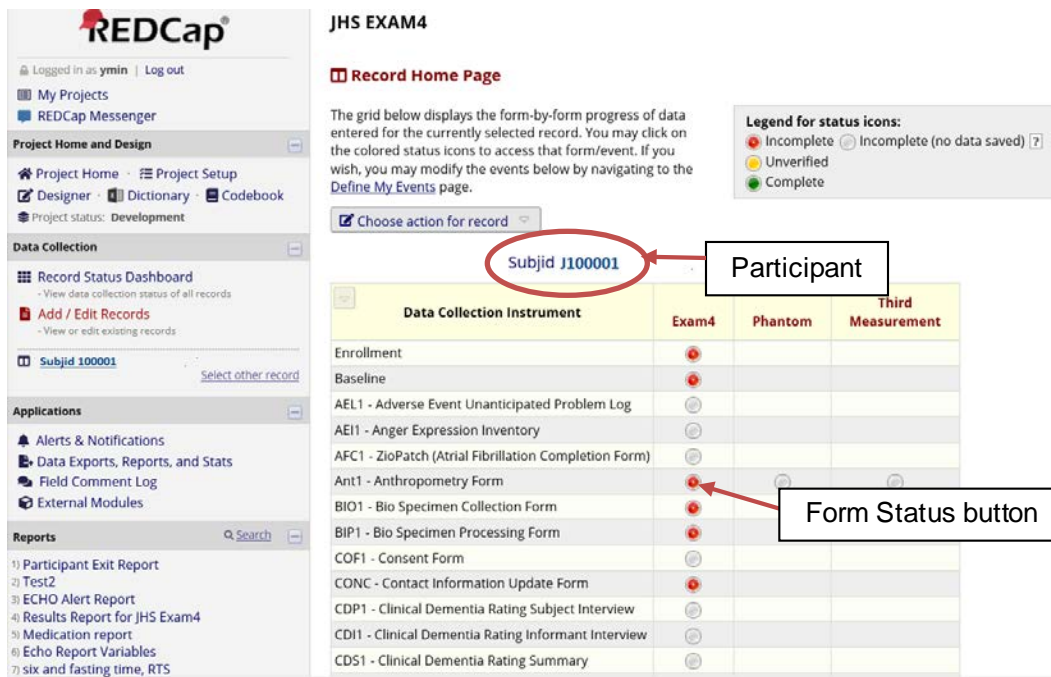 REDCap®
Logged in as ymin | Log out
My Projects
REDCap Messenger
Project Home and Design
Project Home · Project Setup
Designer · Dictionary · Codebook
Project status: Development
Data Collection
Record Status Dashboard
- View data collection status of all records
Add / Edit Records
- View or edit existing records
Subjid 100001
Select other record
Applications
Alerts & Notifications
Data Exports, Reports, and Stats
Field Comment Log
External Modules
Reports
Search
1) Participant Exit Report
2) Test2
3) ECHO Alert Report
4) Results Report for JHS Exam4
5) Medication report
6) Echo Report Variables
7) six and fasting time, RTS
JHS EXAM4
Record Home Page
The grid below displays the form-by-form progress of data
entered for the currently selected record. You may click on
the colored status icons to access that form/event. If you
wish, you may modify the events below by navigating to the
Define My Events page.
Legend for status icons:
Incomplete Incomplete (no data saved) ?
Unverified
Complete
Choose action for record
Subjid J100001
Participant
Data Collection Instrument
Exam4
Phantom
Third
Measurement
Enrollment
Baseline
AEL1 - Adverse Event Unanticipated Problem Log
AEI1 - Anger Expression Inventory
AFC1 - ZioPatch (Atrial Fibrillation Completion Form)
Ant1 - Anthropometry Form
BIO1 - Bio Specimen Collection Form
Form Status button
BIP1 - Bio Specimen Processing Form
COF1 - Consent Form
CONC - Contact Information Update Form
CDP1 - Clinical Dementia Rating Subject Interview
CDI1 - Clinical Dementia Rating Informant Interview
CDS1 - Clinical Dementia Rating Summary